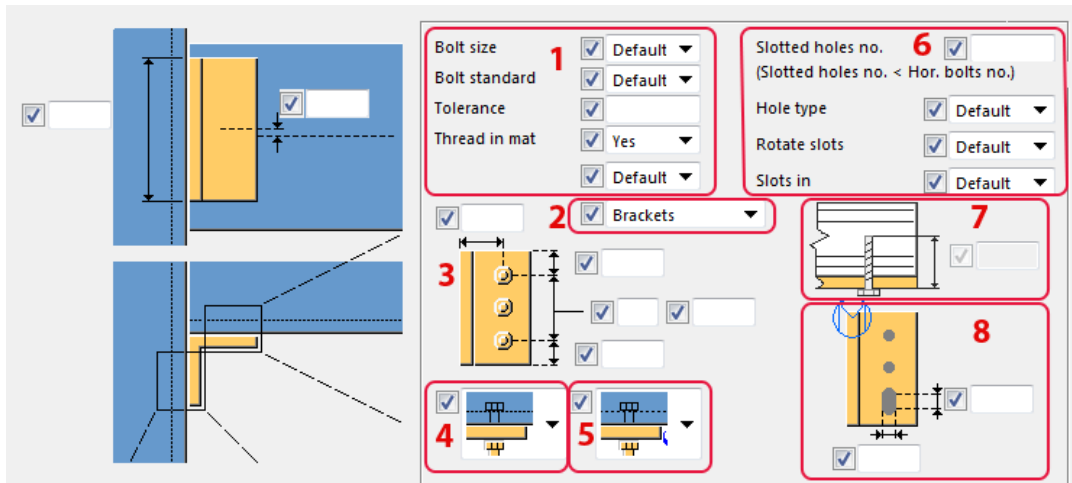 Bolt size
1
Default
Bolt standard
Default
Tolerance
Thread in mat
Yes
Default
6
Slotted holes no.
(Slotted holes no. < Hor. bolts no.)
Hole type
Default
Rotate slots
Default
Slots in
Default
2
Brackets
3
7
4
5
8